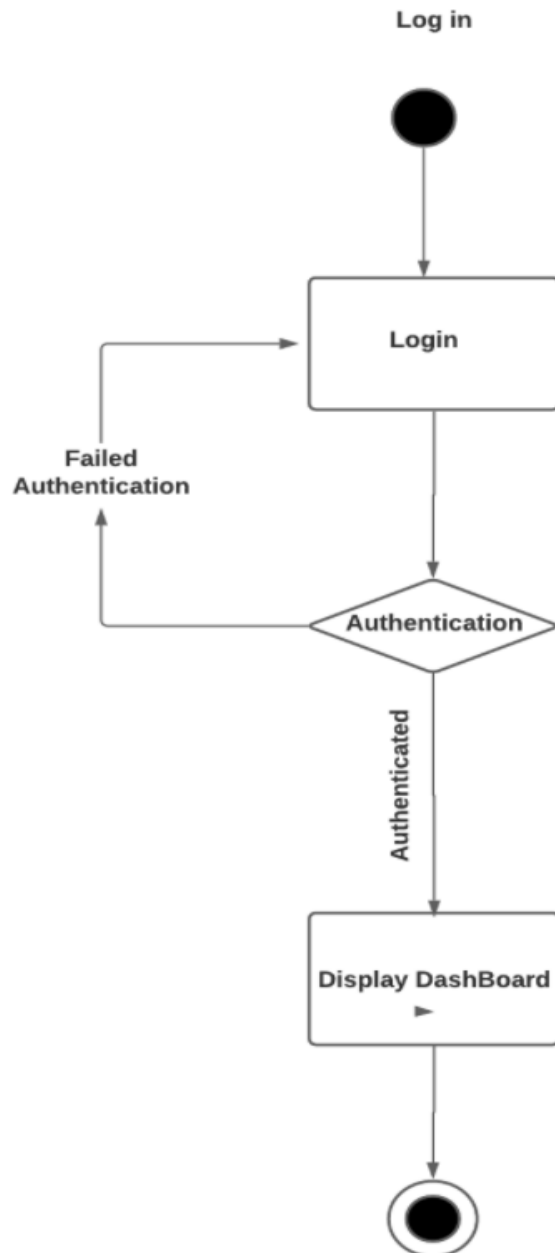 Log in
Login
Failed
Authentication
Authentication
Authenticated
Display DashBoard